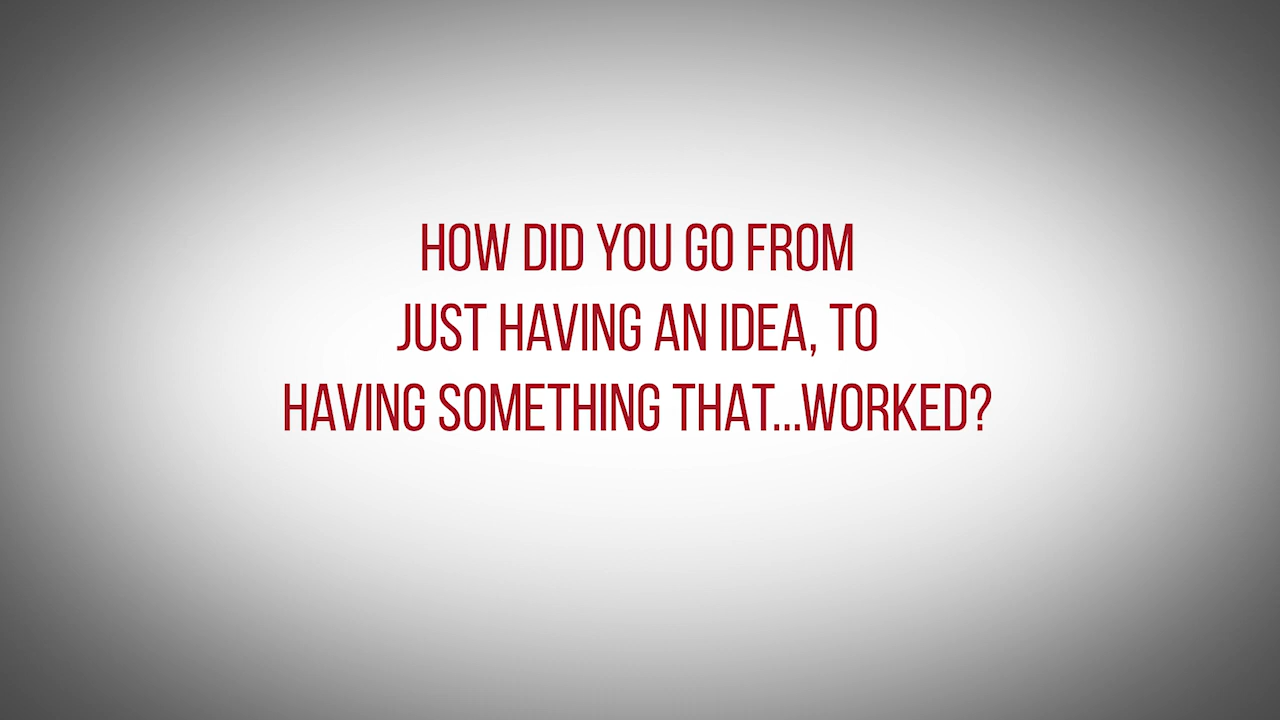 HOW DID YOU GO FROM
JUST HAVING AN IDEA, TO
HAVING SOMETHING THAT...WORKED?